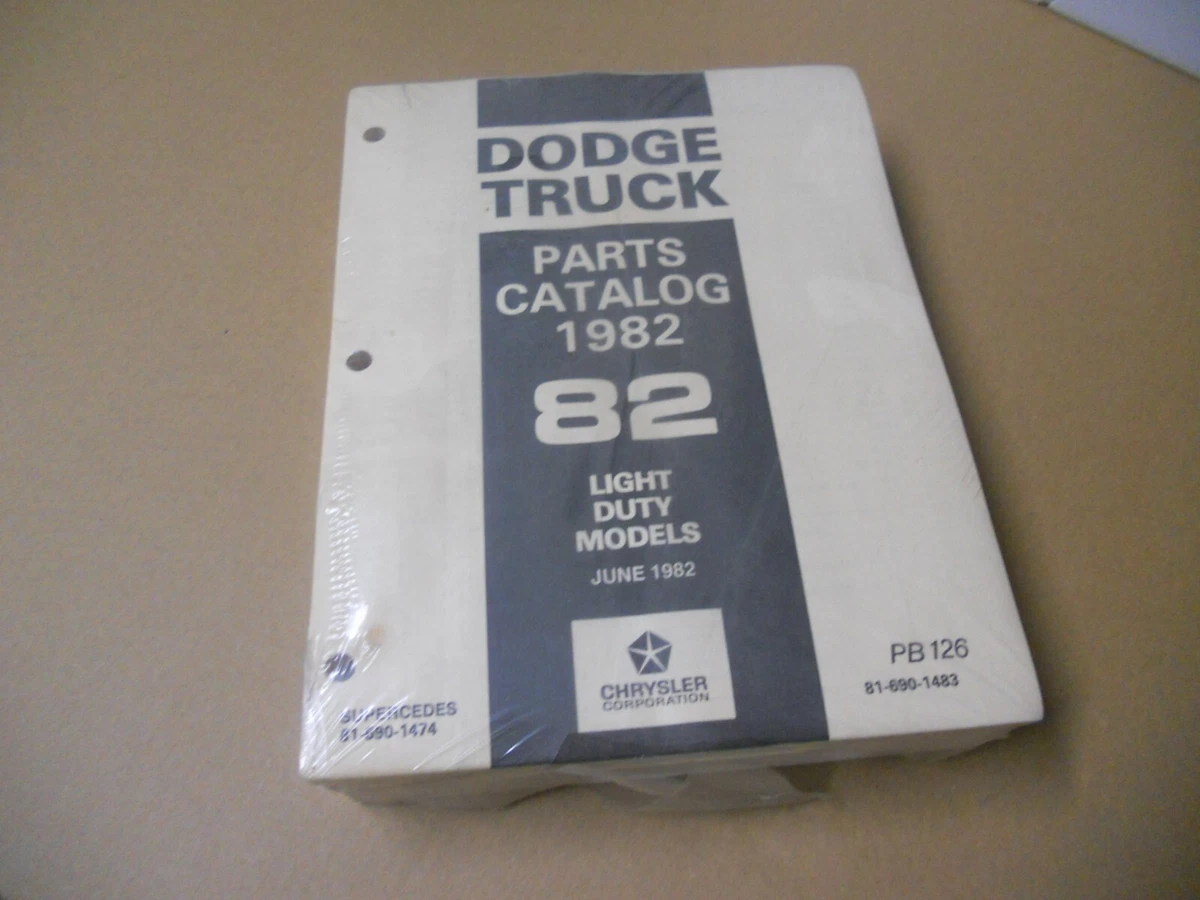 DODGE
TRUCK
PARTS
CATALOG
1982
82
LIGHT
DUTY
MODELS
JUNE 1982
CHRYSLER
CORPORATION
PB 126
81-690-1483
SUPERCEDES
81-690-1474